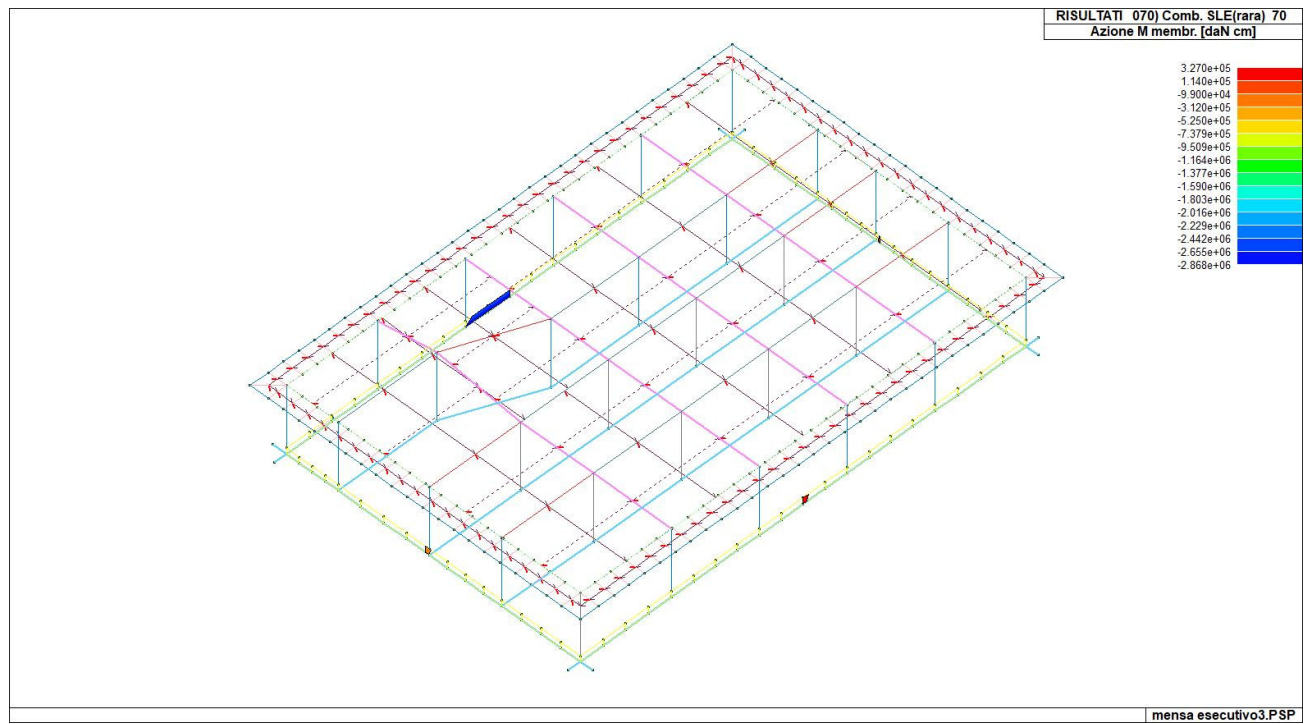 RISULTATI 070) Comb. SLE(rara) 70
Azione M membr. [daN cm]
3.270e+05
1.140e+05
-9.900e+04
-3.120e+05
-5.250e+05
-7.379e+05
-9.509e+05
-1.164e+06
-1.377e+06
-1.590e+06
-1.803e+06
-2.016e+06
-2.229e+06
-2.442e+06
-2.655e+06
-2.868e+06
mensa esecutivo3.PSP